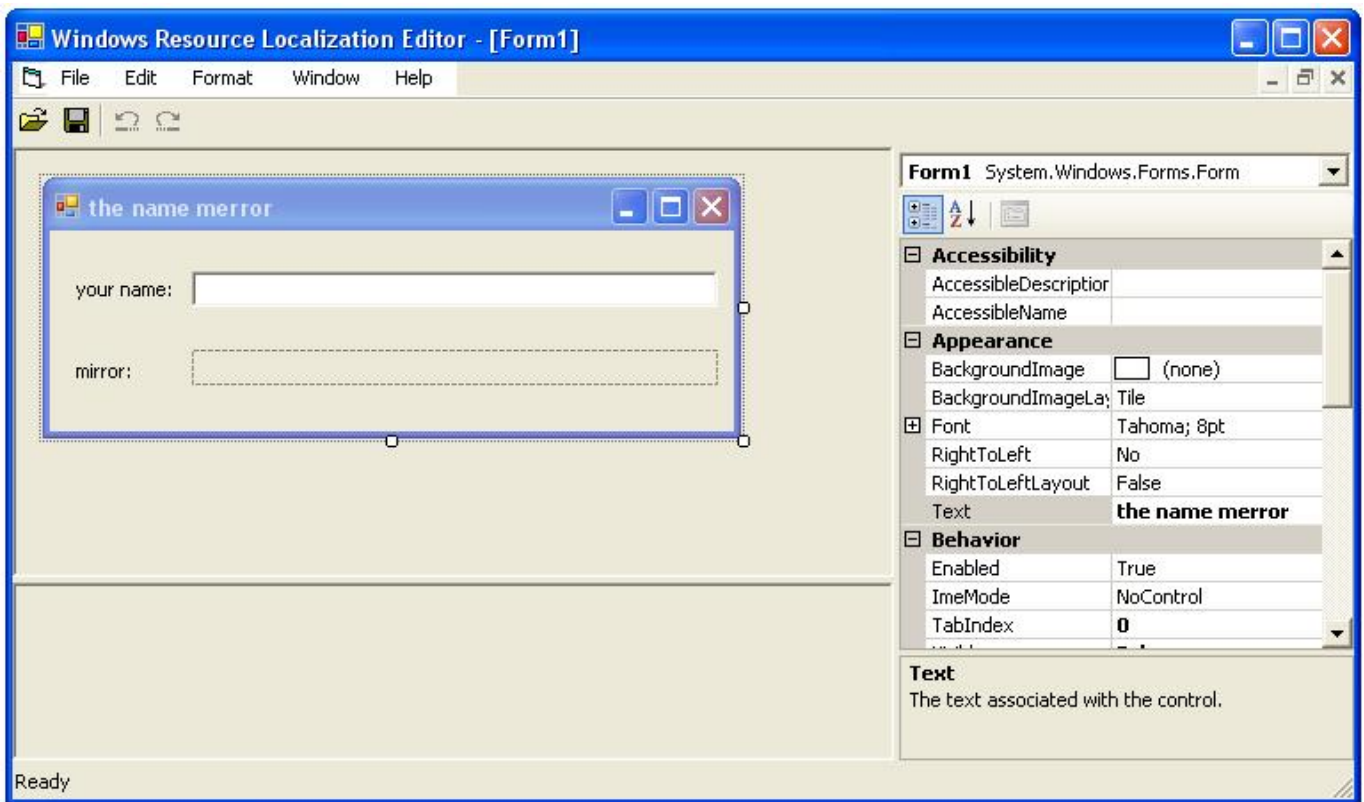 Windows Resource Localization Editor - [Form1]
File Edit Format Window Help
the name merror
your name:
mirror:
Form1 System.Windows.Forms.Form
A
Z
Accessibility
AccessibleDescription
AccessibleName
Appearance
BackgroundImage (none)
BackgroundImageLay Tile
Font Tahoma; 8pt
RightToLeft No
RightToLeftLayout False
Text the name merror
Behavior
Enabled True
ImeMode NoControl
TabIndex 0
Text
The text associated with the control.
Ready